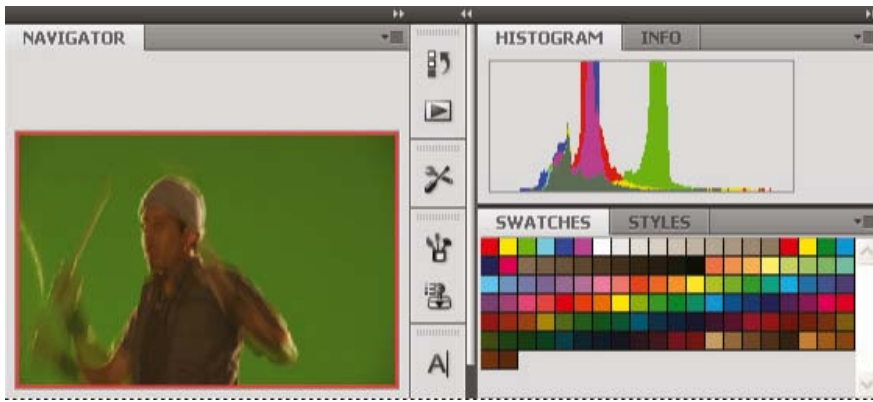 NAVIGATOR
HISTOGRAM
INFO
SWATCHES
STYLES
A